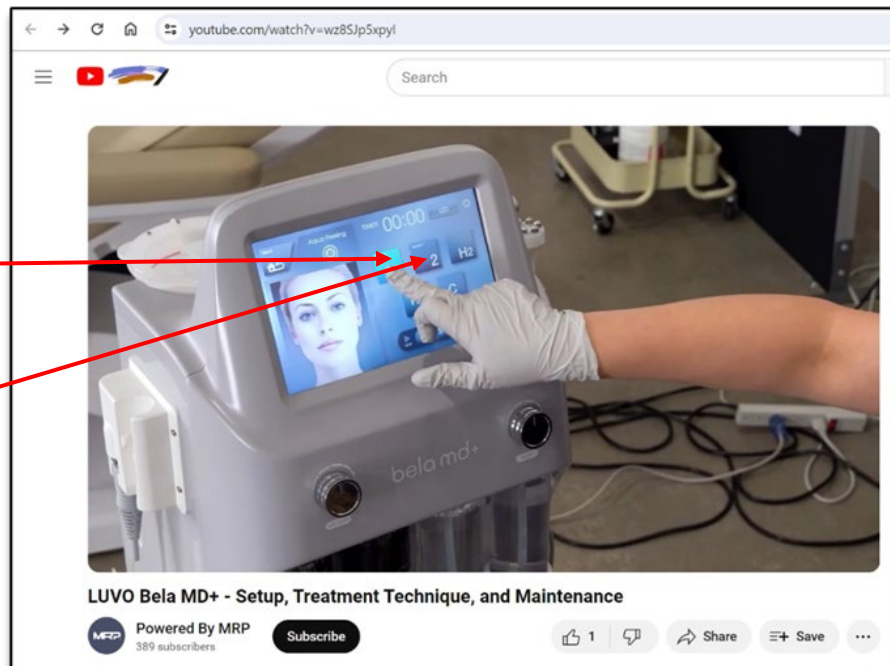 youtube.com/watch?v=wz8SJp5xpyI
Search
Aqua Peeling
TIMER 00:00
2
H2
bela md+
LUVO Bela MD+ - Setup, Treatment Technique, and Maintenance
MRP
Powered By MRP
389 subscribers
Subscribe
1
Share
Save